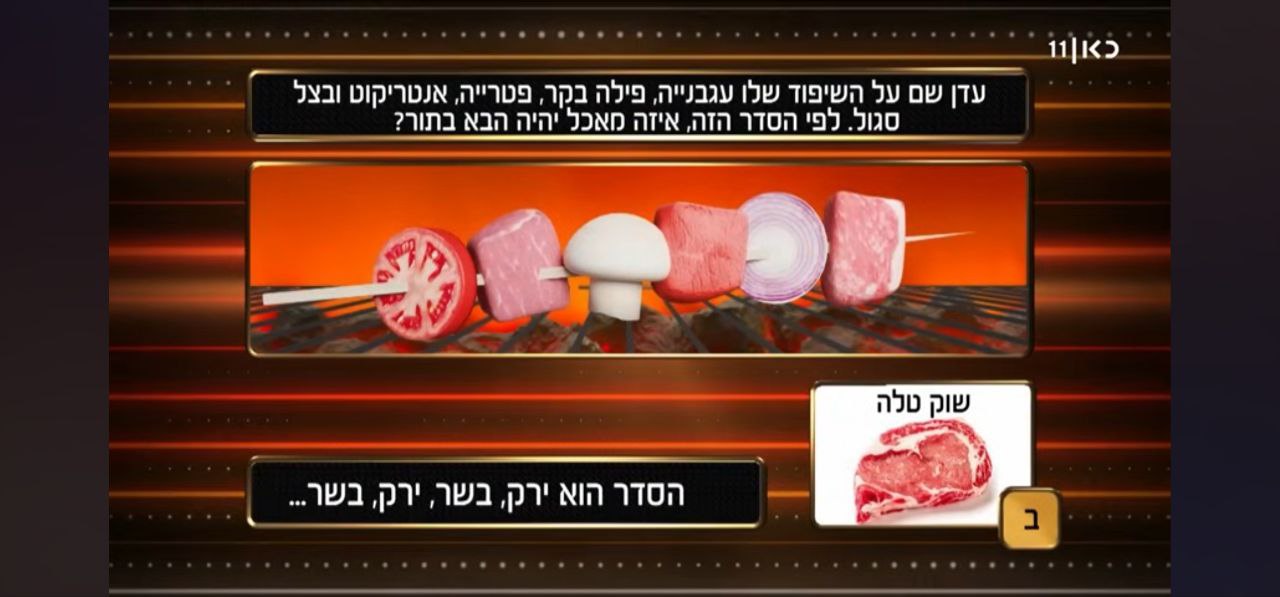 כאן|11
עדן שם על השיפוד שלו עגבנייה, פילה בקר, פטרייה, אנטריקוט ובצל
סגול. לפי הסדר הזה, איזה מאכל יהיה הבא בתור?
שוק טלה
הסדר הוא ירק, בשר, ירק, בשר...
ב